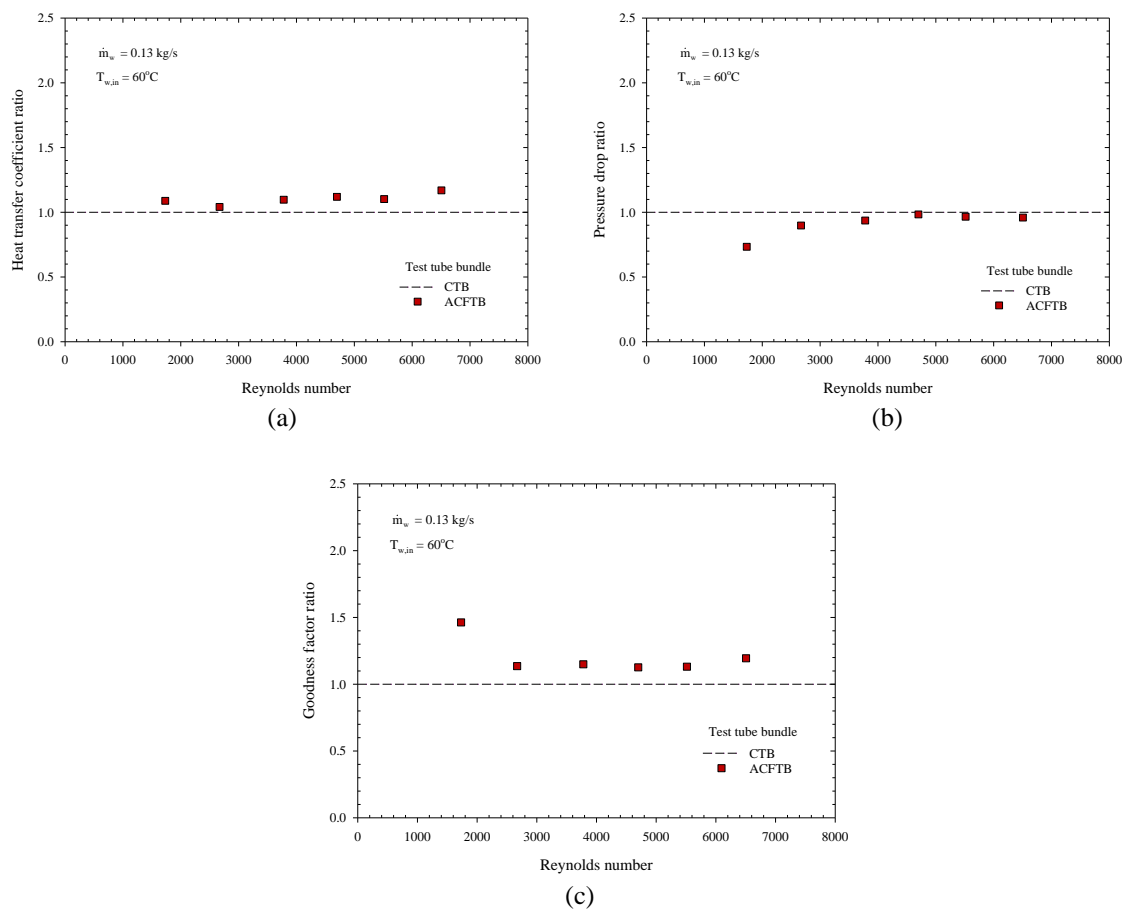 2.5
ṁw = 0.13 kg/s
Tw,in = 60°C
2.0
1.5
1.0
0.5
0.0
Heat transfer coefficient ratio
Test tube bundle
CTB
ACFTB
0 1000 2000 3000 4000 5000 6000 7000 8000
Reynolds number
(a)
2.5
ṁw = 0.13 kg/s
Tw,in = 60°C
2.0
1.5
1.0
0.5
0.0
Pressure drop ratio
Test tube bundle
CTB
ACFTB
0 1000 2000 3000 4000 5000 6000 7000 8000
Reynolds number
(b)
2.5
ṁw = 0.13 kg/s
Tw,in = 60°C
2.0
1.5
1.0
0.5
0.0
Goodness factor ratio
Test tube bundle
CTB
ACFTB
0 1000 2000 3000 4000 5000 6000 7000 8000
Reynolds number
(c)